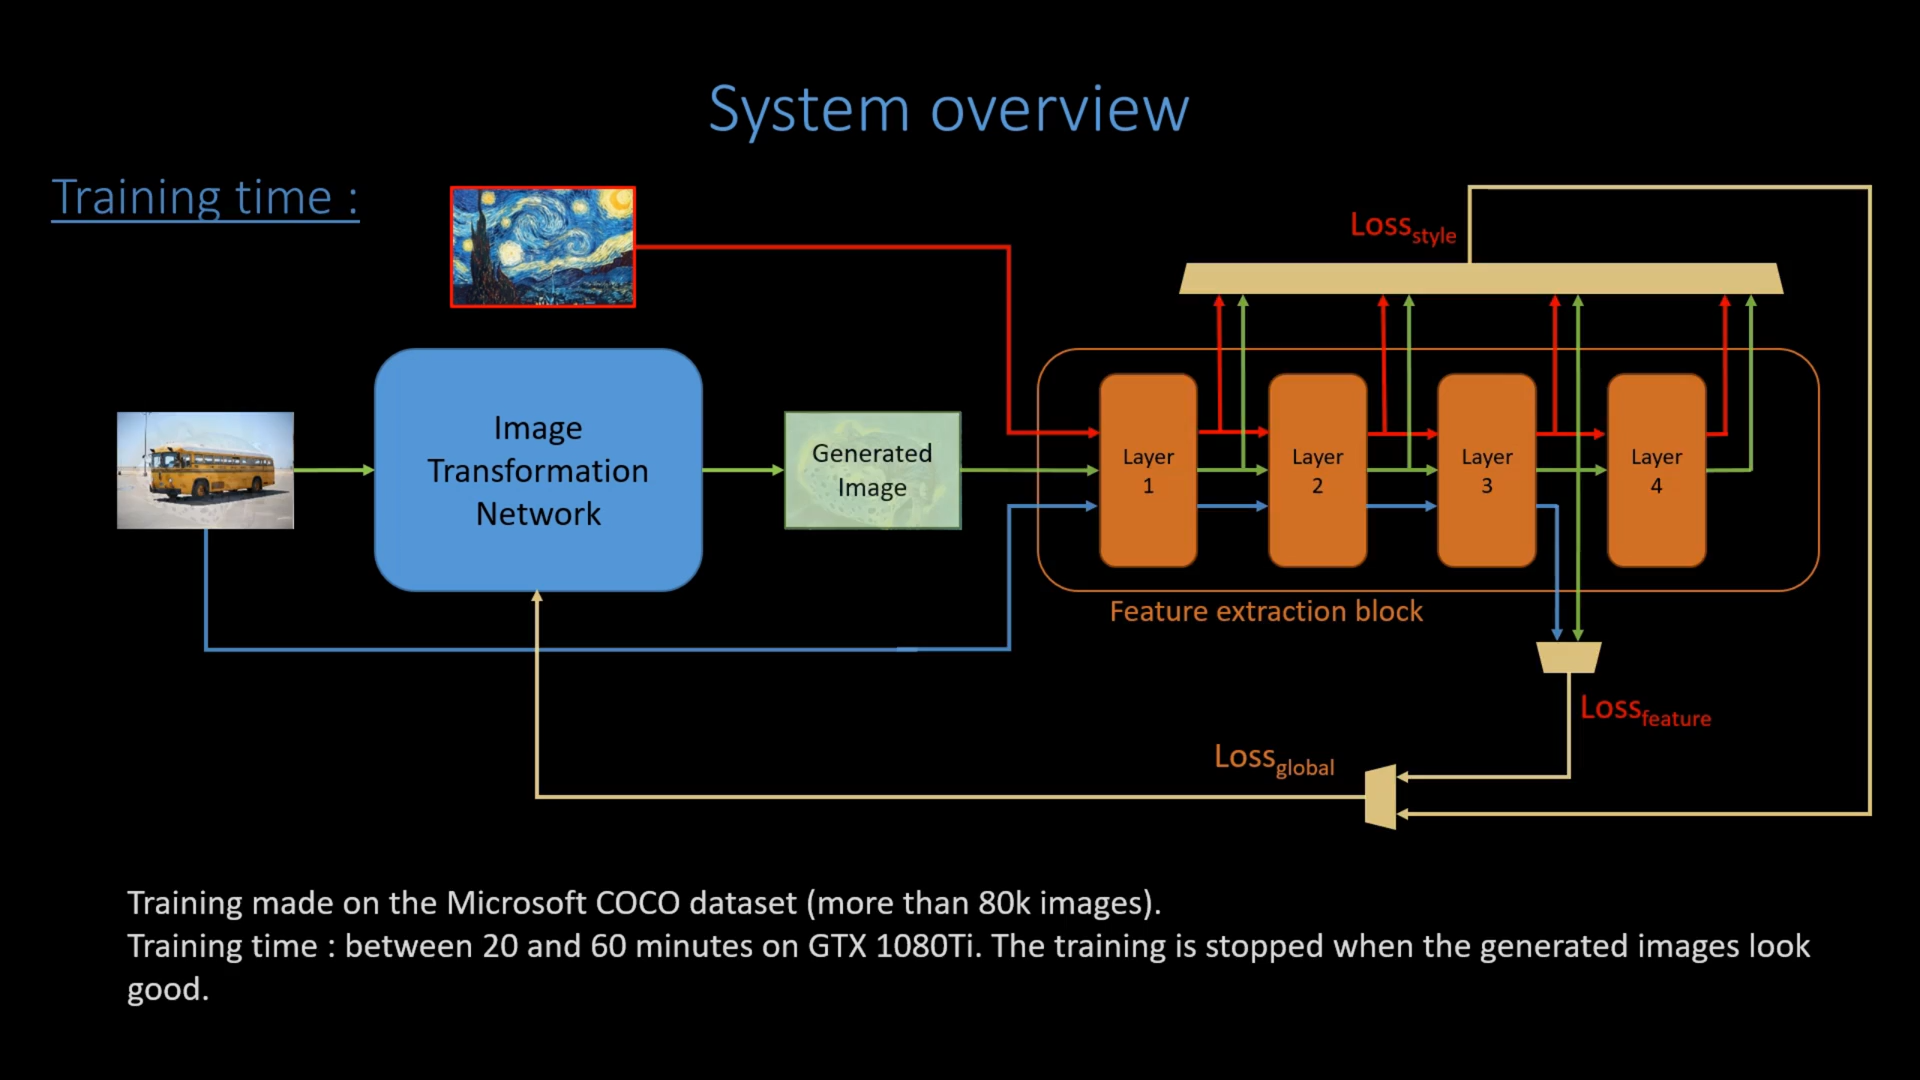 System overview
Training time :
Loss_style
Image
Transformation
Network
Generated
Image
Layer
1
Layer
2
Layer
3
Layer
4
Feature extraction block
Loss_feature
Loss_global
Training made on the Microsoft COCO dataset (more than 80k images).
Training time : between 20 and 60 minutes on GTX 1080Ti. The training is stopped when the generated images look
good.